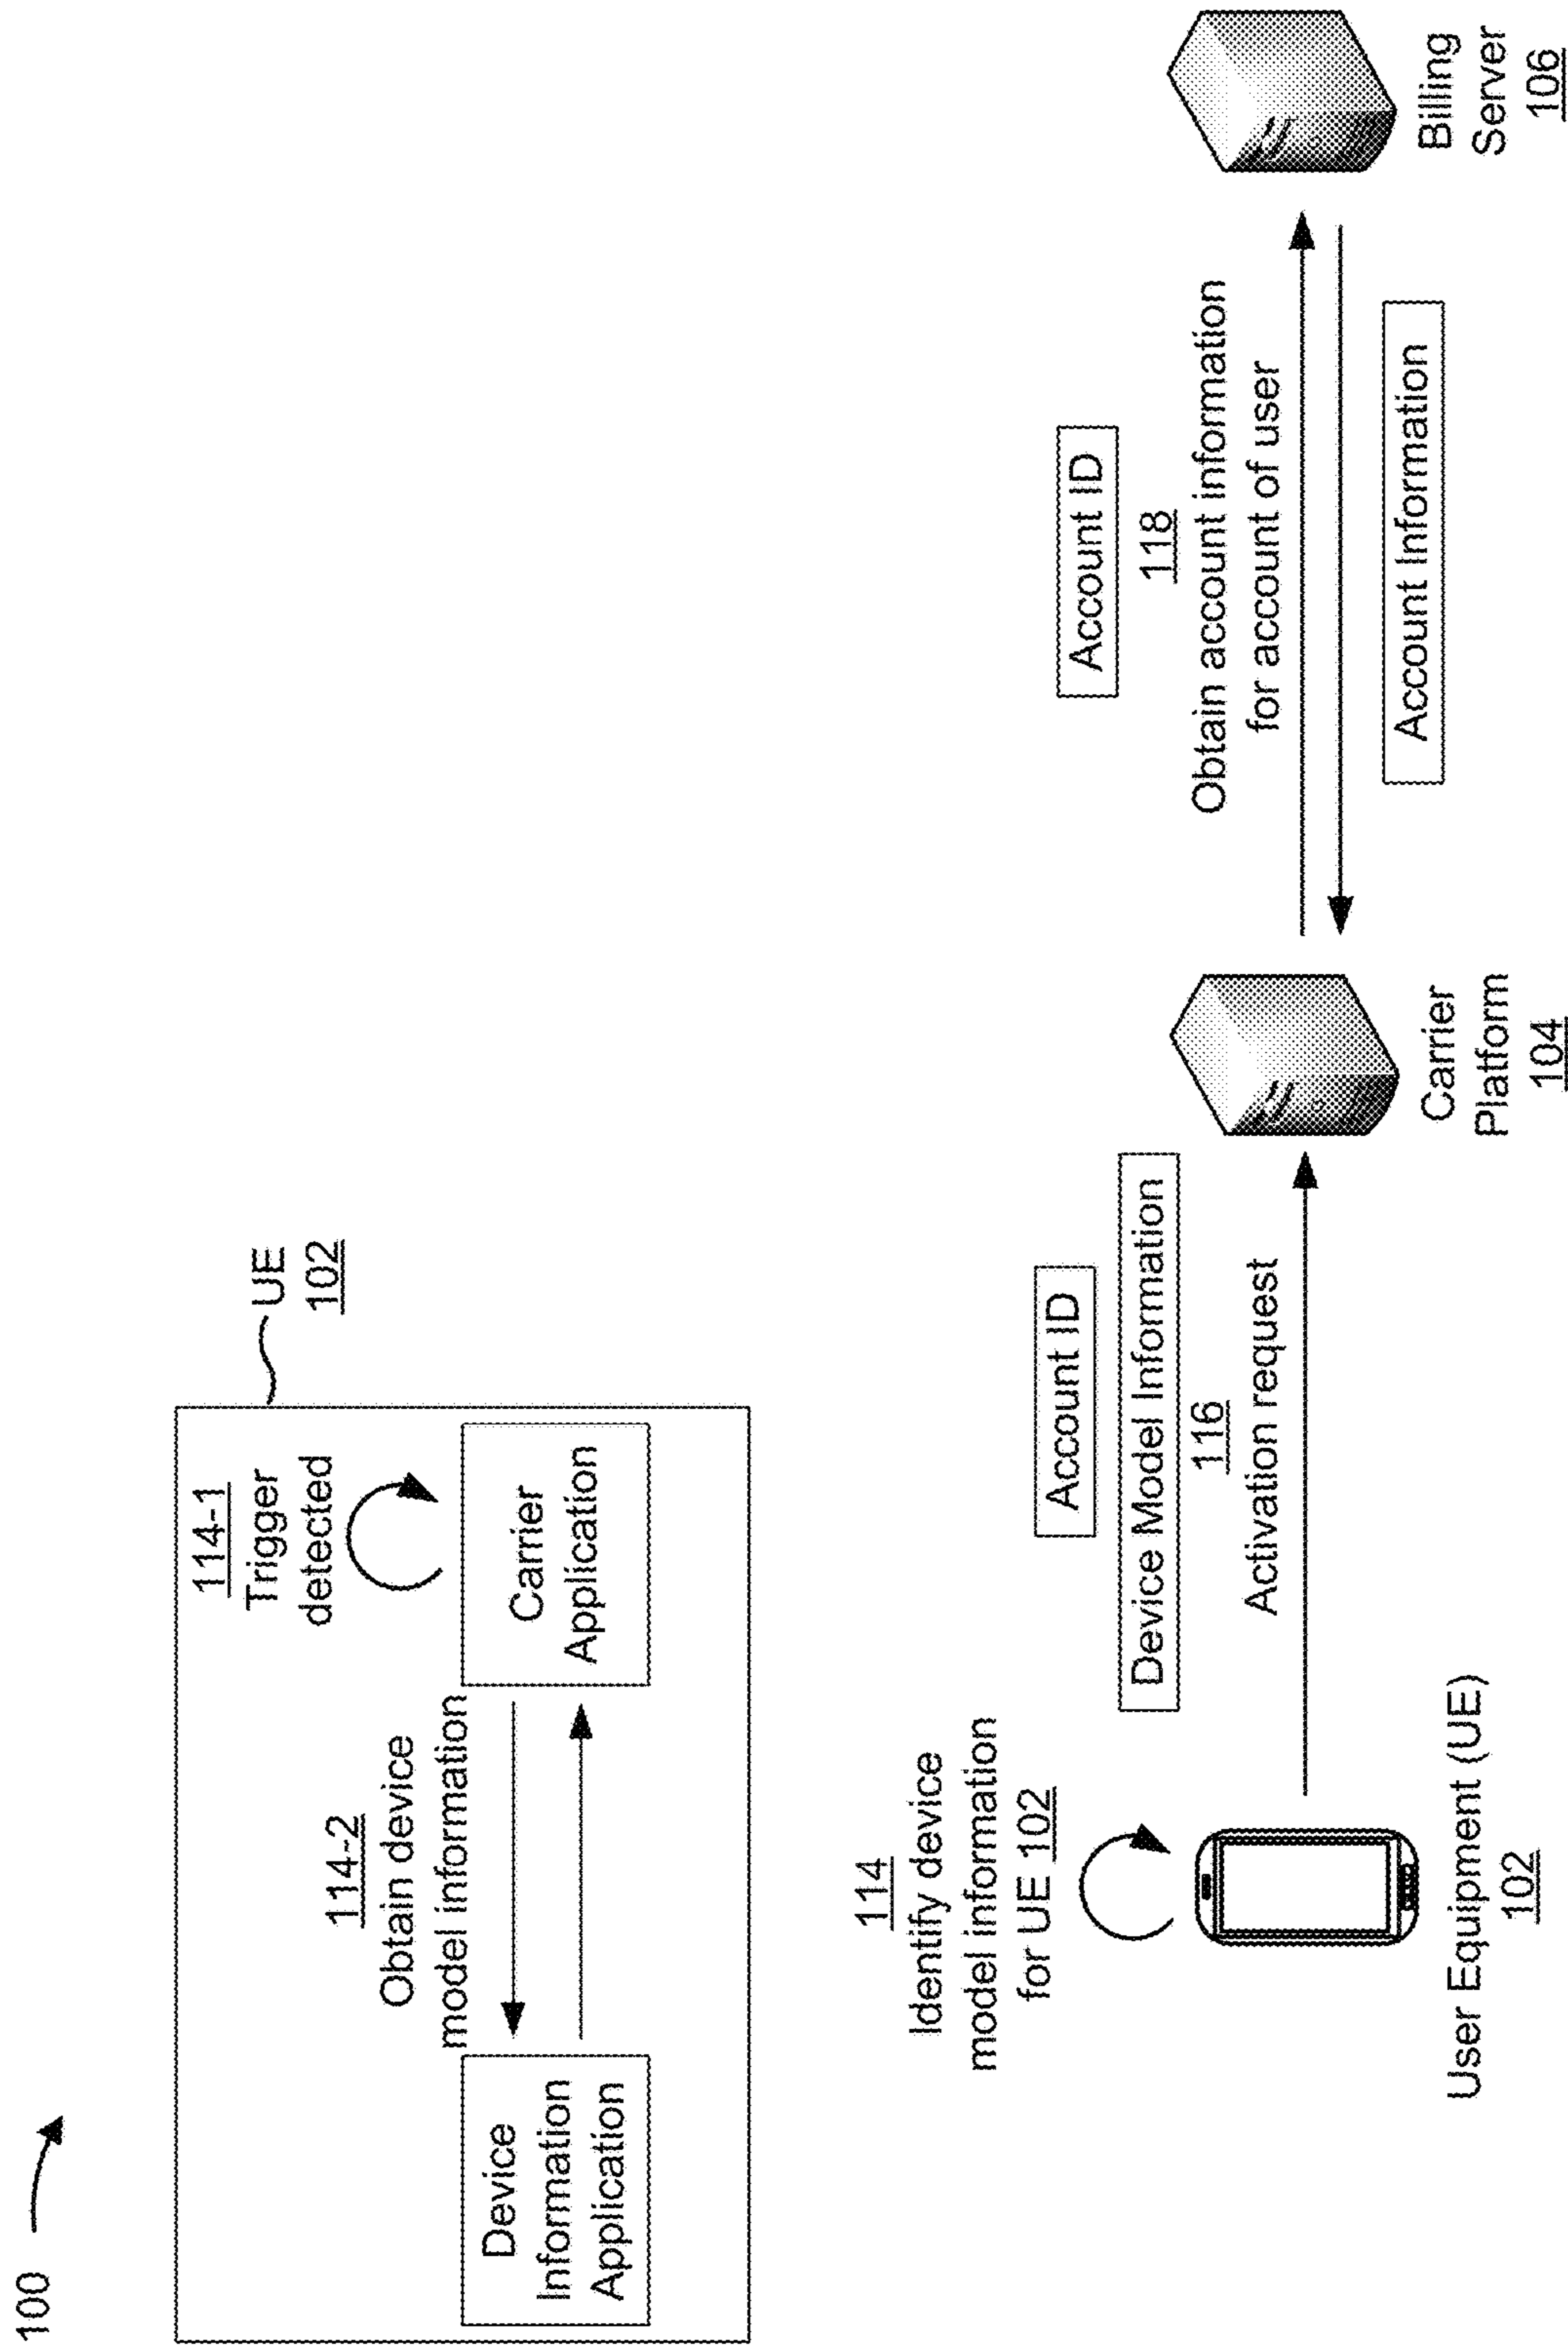 100
UE
102
114-1
Trigger
detected
114-2
Obtain device
model information
Device
Information
Application
Carrier
Application
114
Identify device
model information
for UE 102
Account ID
Device Model Information
116
Activation request
Account ID
118
Obtain account information
for account of user
Account Information
User Equipment (UE)
102
Carrier
Platform
104
Billing
Server
106